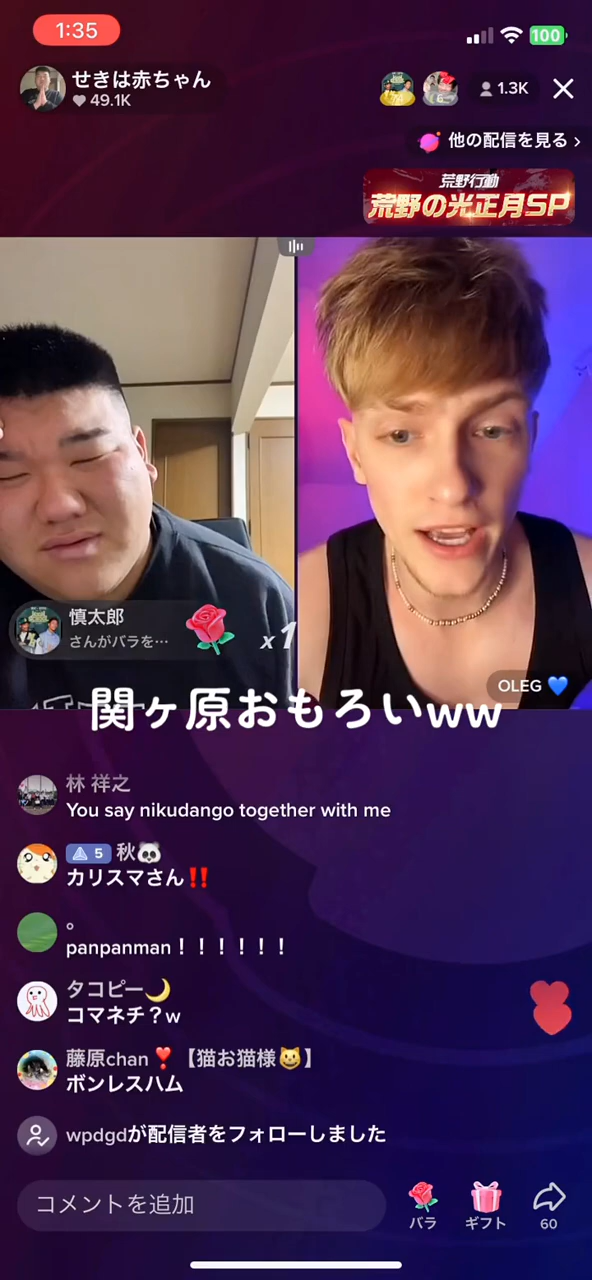 1:35
100
せきは赤ちゃん
49.1K
1.3K
他の配信を見る
荒野行動
荒野の光正月SP
慎太郎
さんがバラを…
x1
OLEG 💙
関ヶ原おもろいww
林 祥之
You say nikudango together with me
5 秋🐼
カリスマさん‼️
。
panpanman！！！！！！
タコピー🌙
コマネチ？w
藤原chan❣️【猫お猫様😺】
ボンレスハム
wpdgdが配信者をフォローしました
コメントを追加
バラ
ギフト
60